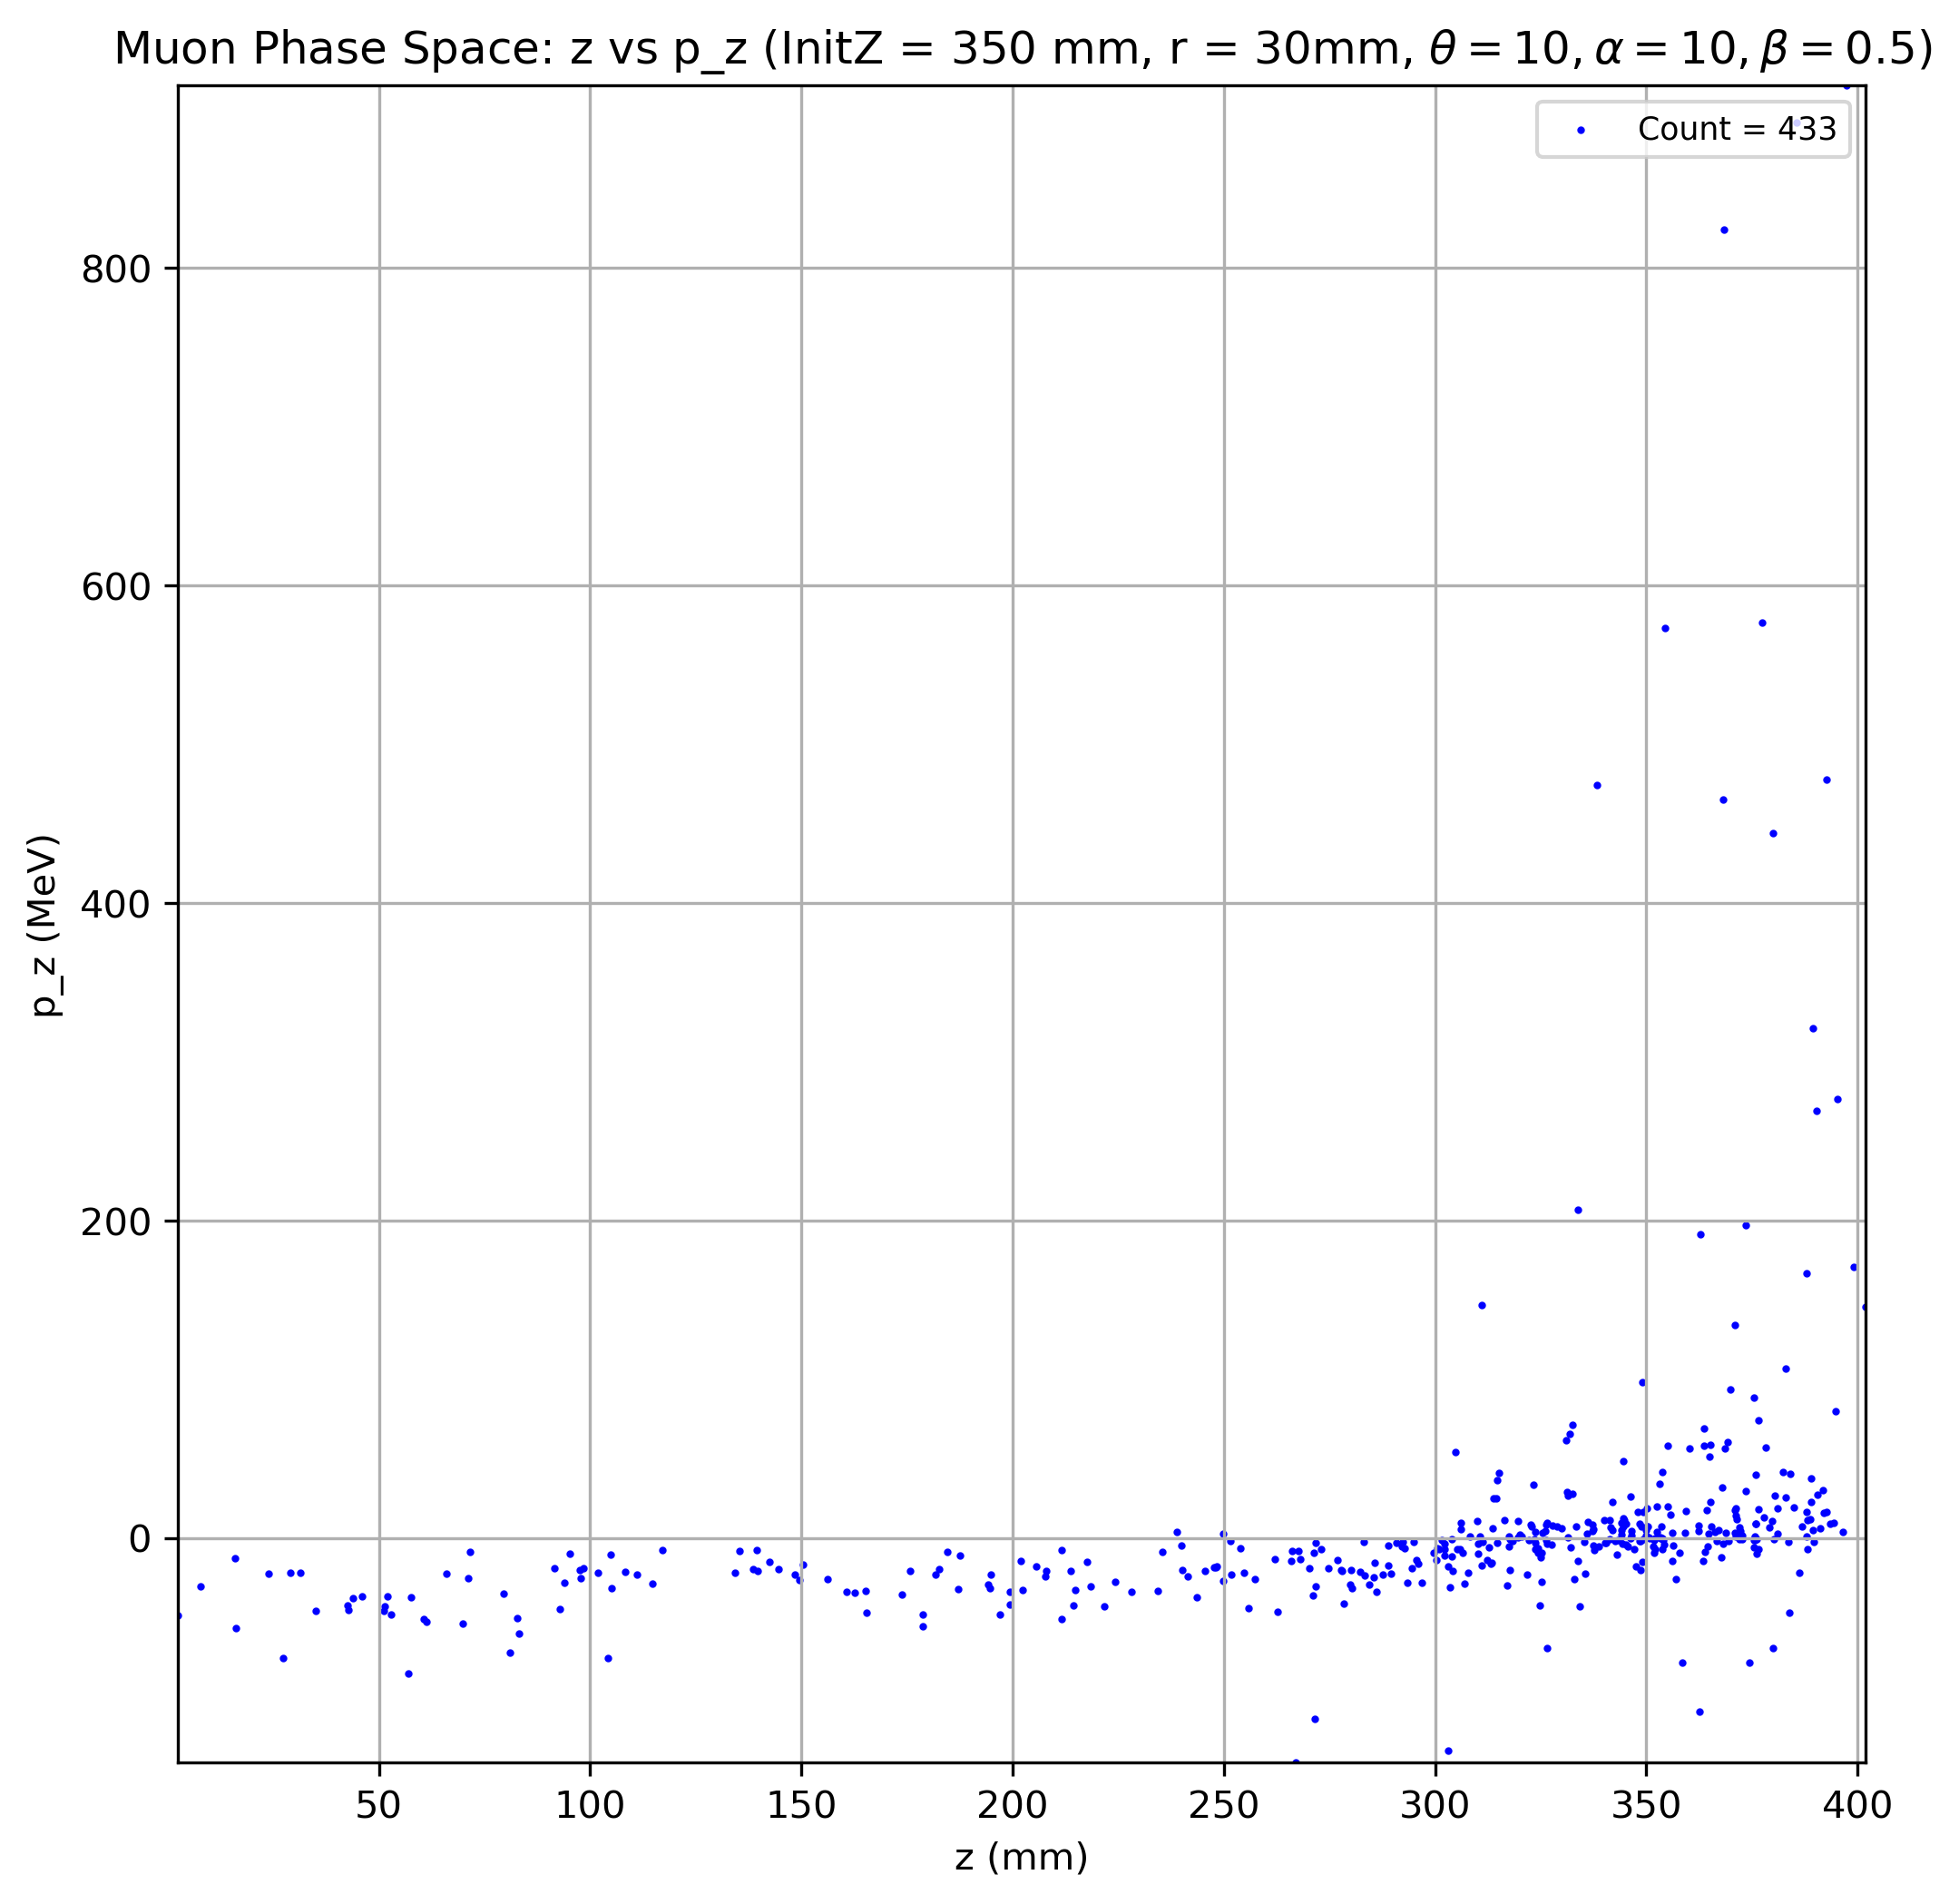 Muon Phase Space: z vs p_z (InitZ = 350 mm, r = 30mm, θ = 10, α = 10, β = 0.5)
Count = 433
800
600
400
200
0
p_z (MeV)
50 100 150 200 250 300 350 400
z (mm)